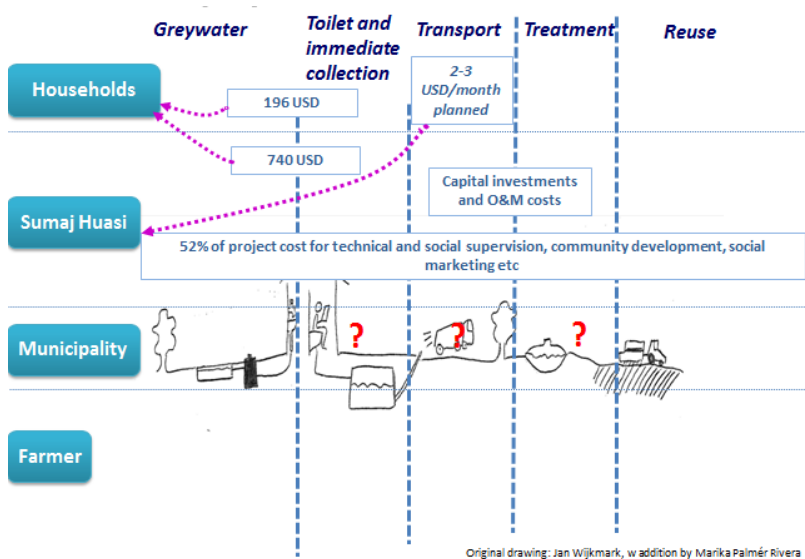 Greywater
Toilet and
immediate
collection
Transport
Treatment
Reuse
Households
196 USD
2-3
USD/month
planned
740 USD
Capital investments
and O&M costs
Sumaj Huasi
52% of project cost for technical and social supervision, community development, social
marketing etc
Municipality
?
?
?
Farmer
Original drawing: Jan Wijkmark, w addition by Marika Palmér Rivera